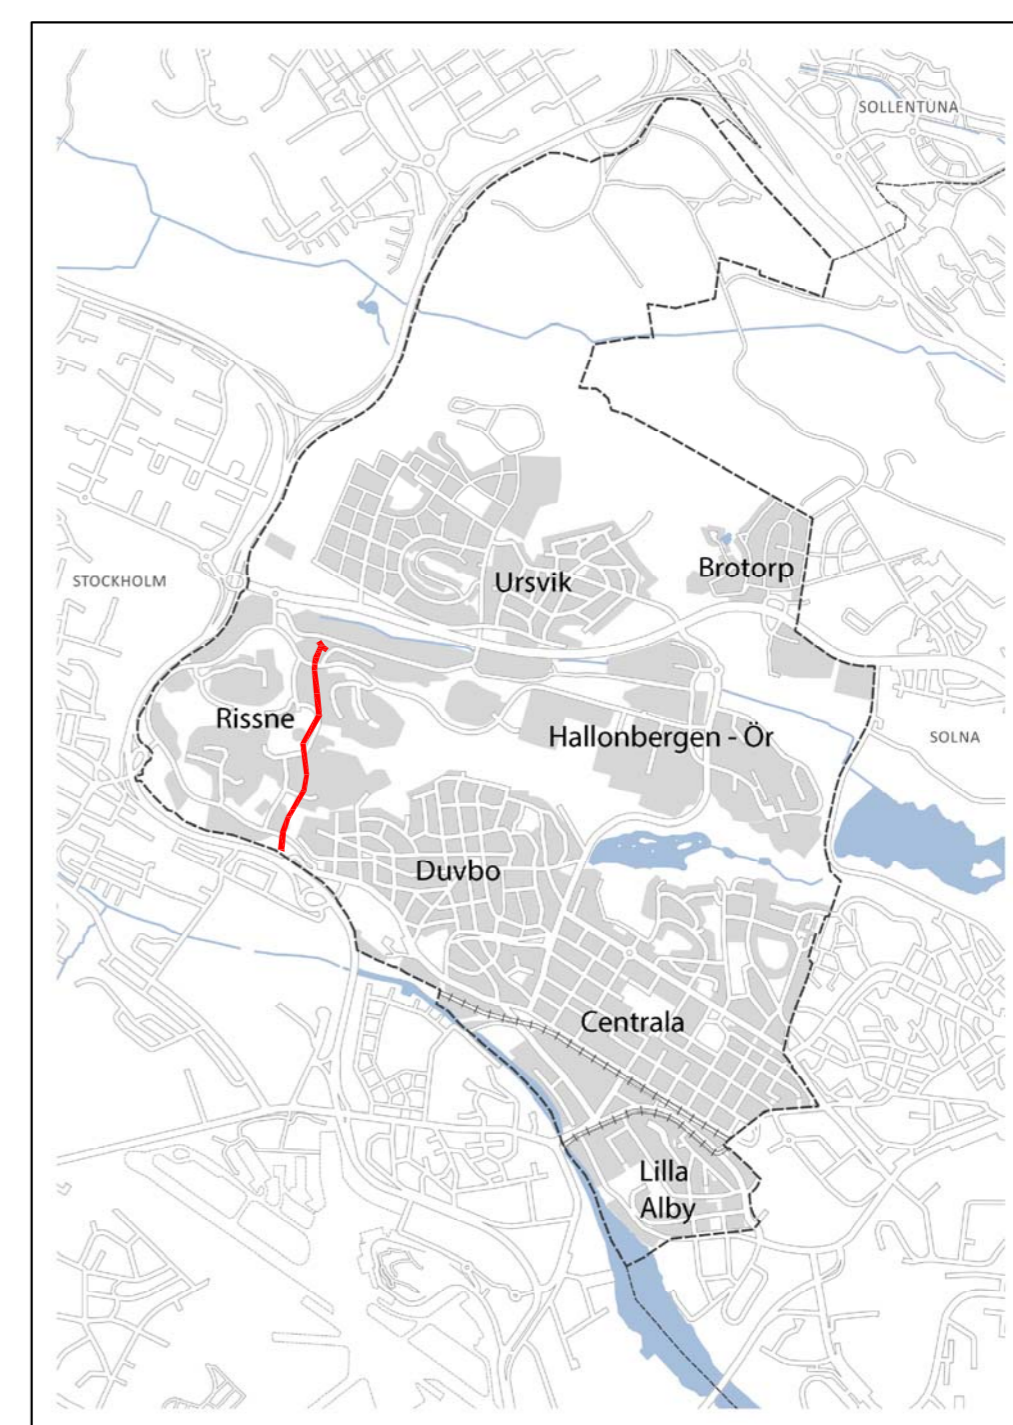 SOLLENTUNA
STOCKHOLM
Ursvik
Brotorp
Rissne
Hallonbergen - Ör
SOLNA
Duvbo
Centrala
Lilla
Alby